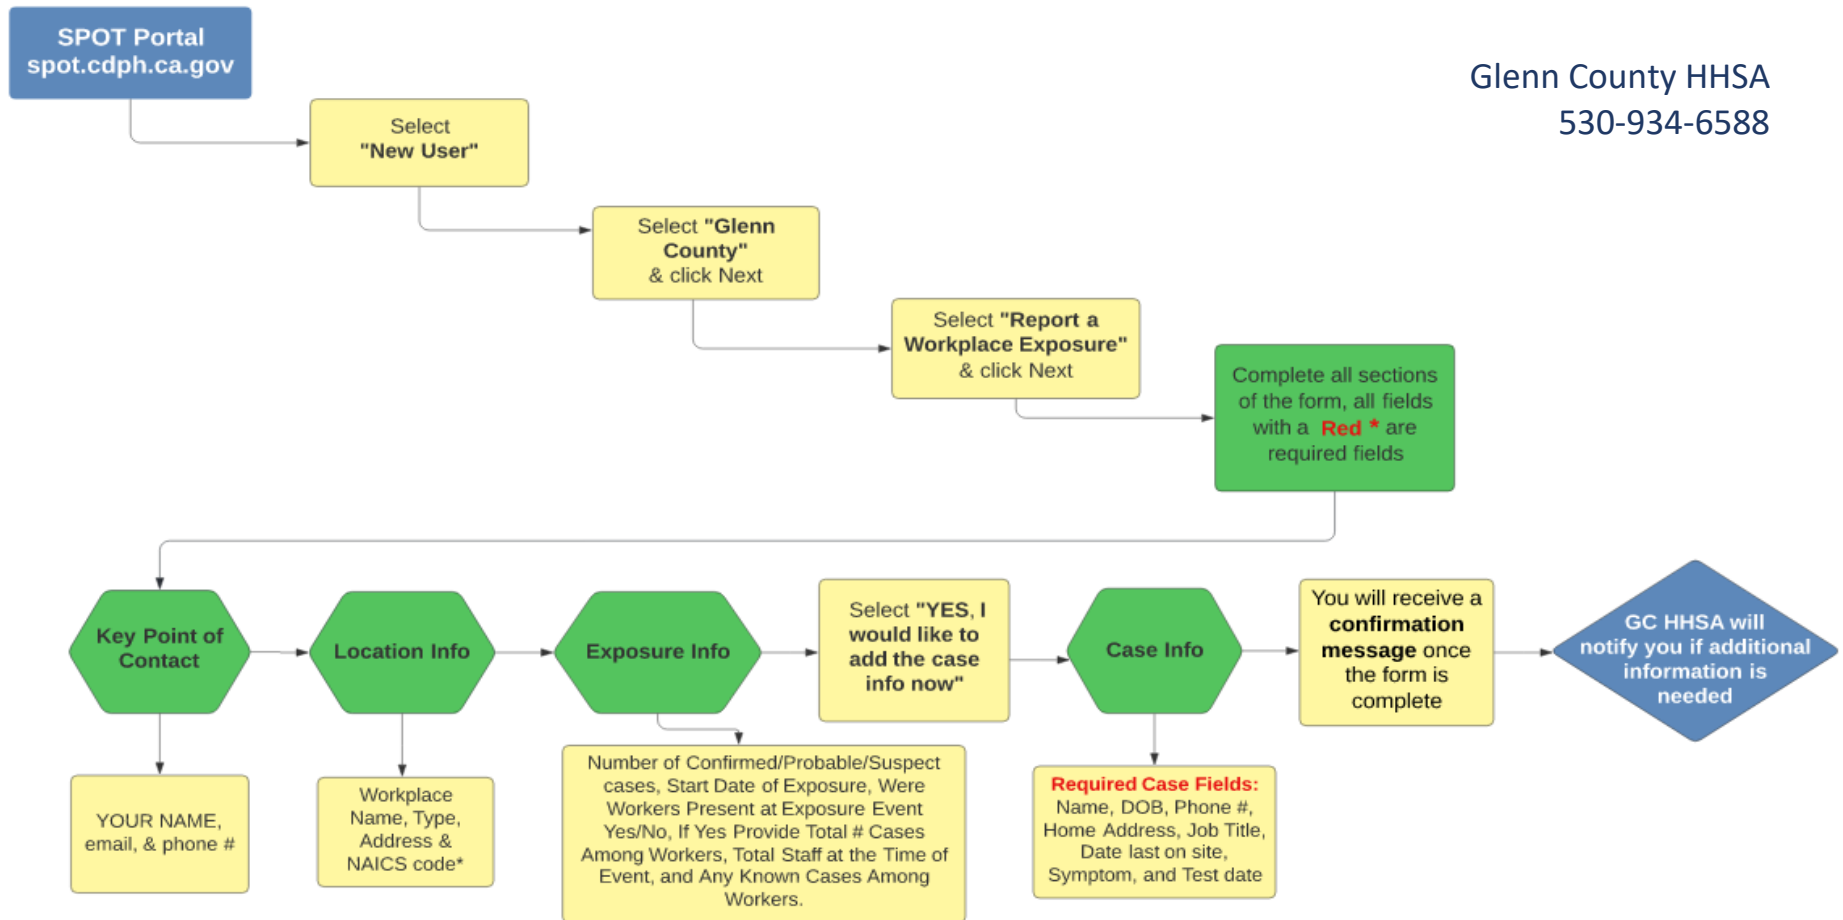 SPOT Portal
spot.cdph.ca.gov
Glenn County HHSA
530-934-6588
Select
"New User"
Select "Glenn
County"
& click Next
Select "Report a
Workplace Exposure"
& click Next
Complete all sections
of the form, all fields
with a Red * are
required fields
Key Point of
Contact
Location Info
Exposure Info
Select "YES, I
would like to
add the case
info now"
Case Info
You will receive a
confirmation
message once
the form is
complete
GC HHSA will
notify you if additional
information is
needed
YOUR NAME,
email, & phone #
Workplace
Name, Type,
Address &
NAICS code*
Number of Confirmed/Probable/Suspect
cases, Start Date of Exposure, Were
Workers Present at Exposure Event
Yes/No, If Yes Provide Total # Cases
Among Workers, Total Staff at the Time of
Event, and Any Known Cases Among
Workers.
Required Case Fields:
Name, DOB, Phone #,
Home Address, Job Title,
Date last on site,
Symptom, and Test date